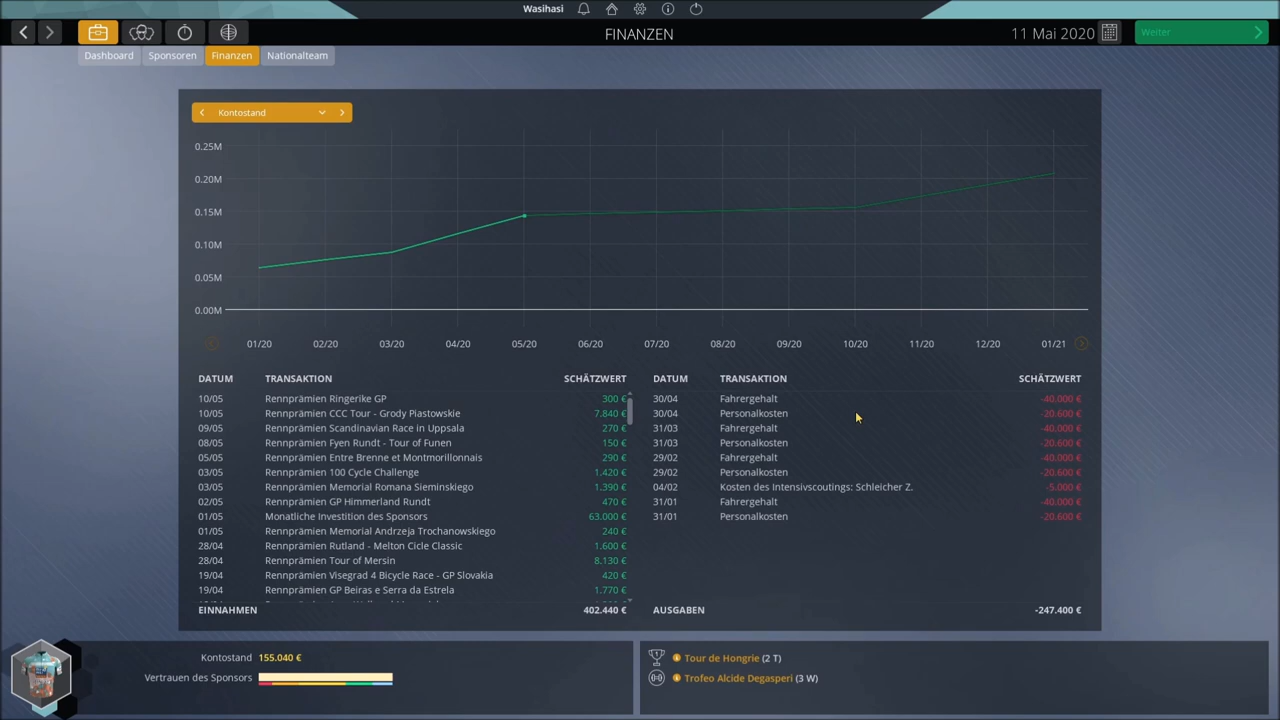 Wasihasi
FINANZEN
11 Mai 2020
Weiter
Dashboard
Sponsoren
Finanzen
Nationalteam
Kontostand
0.25M
0.20M
0.15M
0.10M
0.05M
0.00M
01/20 02/20 03/20 04/20 05/20 06/20 07/20 08/20 09/20 10/20 11/20 12/20 01/21
DATUM TRANSAKTION SCHÄTZWERT
10/05 Rennprämien Ringerike GP 300 €
10/05 Rennprämien CCC Tour - Grody Piastowskie 7.840 €
09/05 Rennprämien Scandinavian Race in Uppsala 270 €
08/05 Rennprämien Fyen Rundt - Tour of Funen 150 €
05/05 Rennprämien Entre Brenne et Montmorillonnais 290 €
03/05 Rennprämien 100 Cycle Challenge 1.420 €
03/05 Rennprämien Memorial Romana Sieminskiego 1.390 €
02/05 Rennprämien GP Himmerland Rundt 470 €
01/05 Monatliche Investition des Sponsors 63.000 €
01/05 Rennprämien Memorial Andrzeja Trochanowskiego 240 €
28/04 Rennprämien Rutland - Melton Cicle Classic 1.600 €
28/04 Rennprämien Tour of Mersin 8.130 €
19/04 Rennprämien Visegrad 4 Bicycle Race - GP Slovakia 420 €
19/04 Rennprämien GP Beiras e Serra da Estrela 1.770 €
EINNAHMEN 402.440 €
DATUM TRANSAKTION SCHÄTZWERT
30/04 Fahrergehalt -40.000 €
30/04 Personalkosten -20.600 €
31/03 Fahrergehalt -40.000 €
31/03 Personalkosten -20.600 €
29/02 Fahrergehalt -40.000 €
29/02 Personalkosten -20.600 €
04/02 Kosten des Intensivscoutings: Schleicher Z. -5.000 €
31/01 Fahrergehalt -40.000 €
31/01 Personalkosten -20.600 €
AUSGABEN -247.400 €
Kontostand 155.040 €
Vertrauen des Sponsors
Tour de Hongrie (2 T)
Trofeo Alcide Degasperi (3 W)